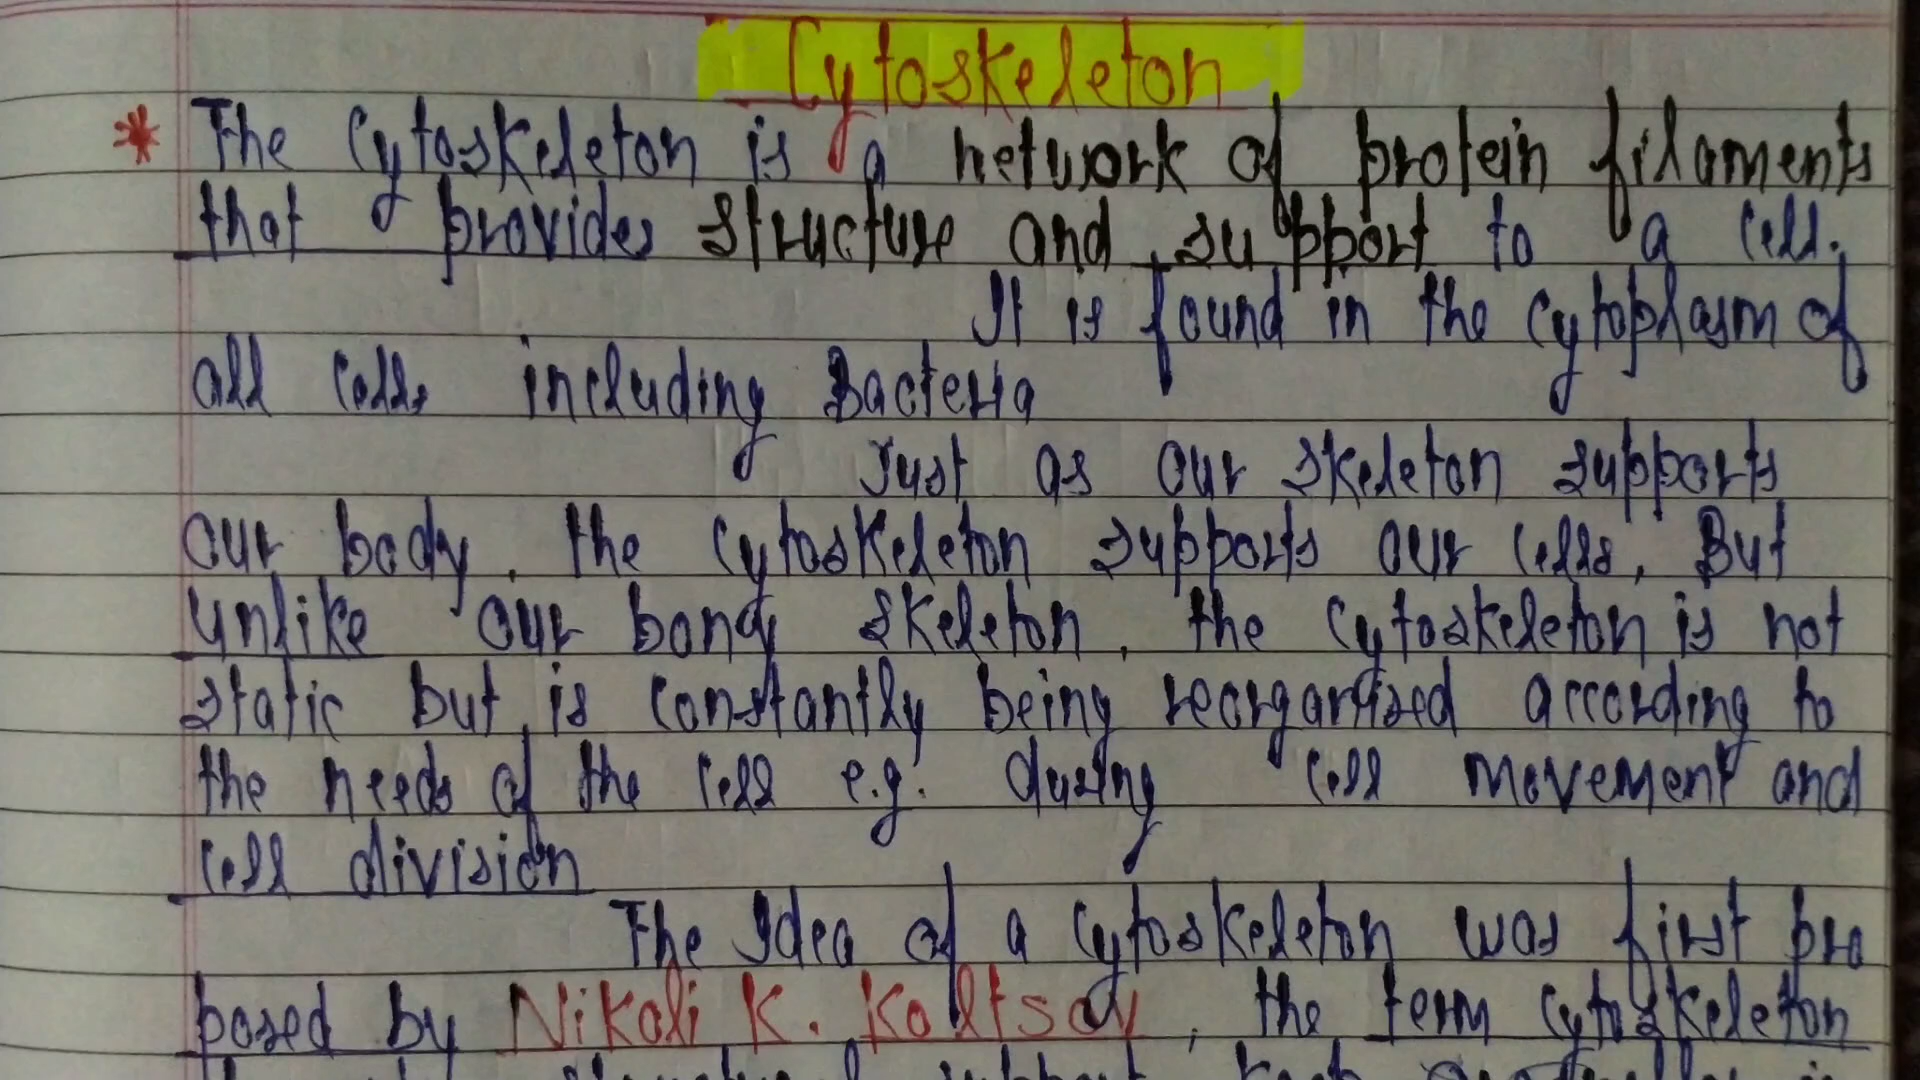 Cytoskeleton
* The Cytoskeleton is a network of protein filaments
that provides structure and support to a cell.
It is found in the cytoplasm of
all cells including Bacteria
Just as our skeleton supports
our body, the cytoskeleton supports our cells. But
unlike our bony skeleton, the cytoskeleton is not
static but is constantly being reorganised according to
the needs of the cell e.g. during cell movement and
cell division
The Idea of a cytoskeleton was first pro
posed by Nikoli K. Koltsov, the term cytoskeleton
support